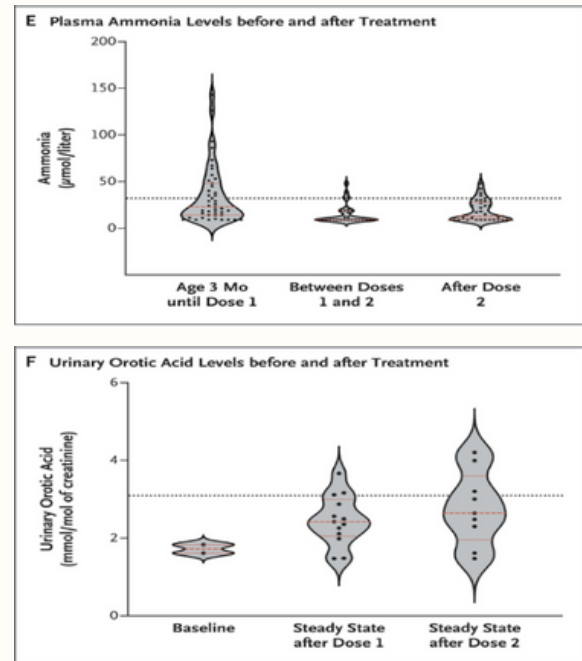 E Plasma Ammonia Levels before and after Treatment
Ammonia
(µmol/liter)
200
150
100
50
0
Age 3 Mo
until Dose 1
Between Doses
1 and 2
After Dose
2
F Urinary Orotic Acid Levels before and after Treatment
Urinary Orotic Acid
(mmol/mol of creatinine)
6
4
2
0
Baseline
Steady State
after Dose 1
Steady State
after Dose 2